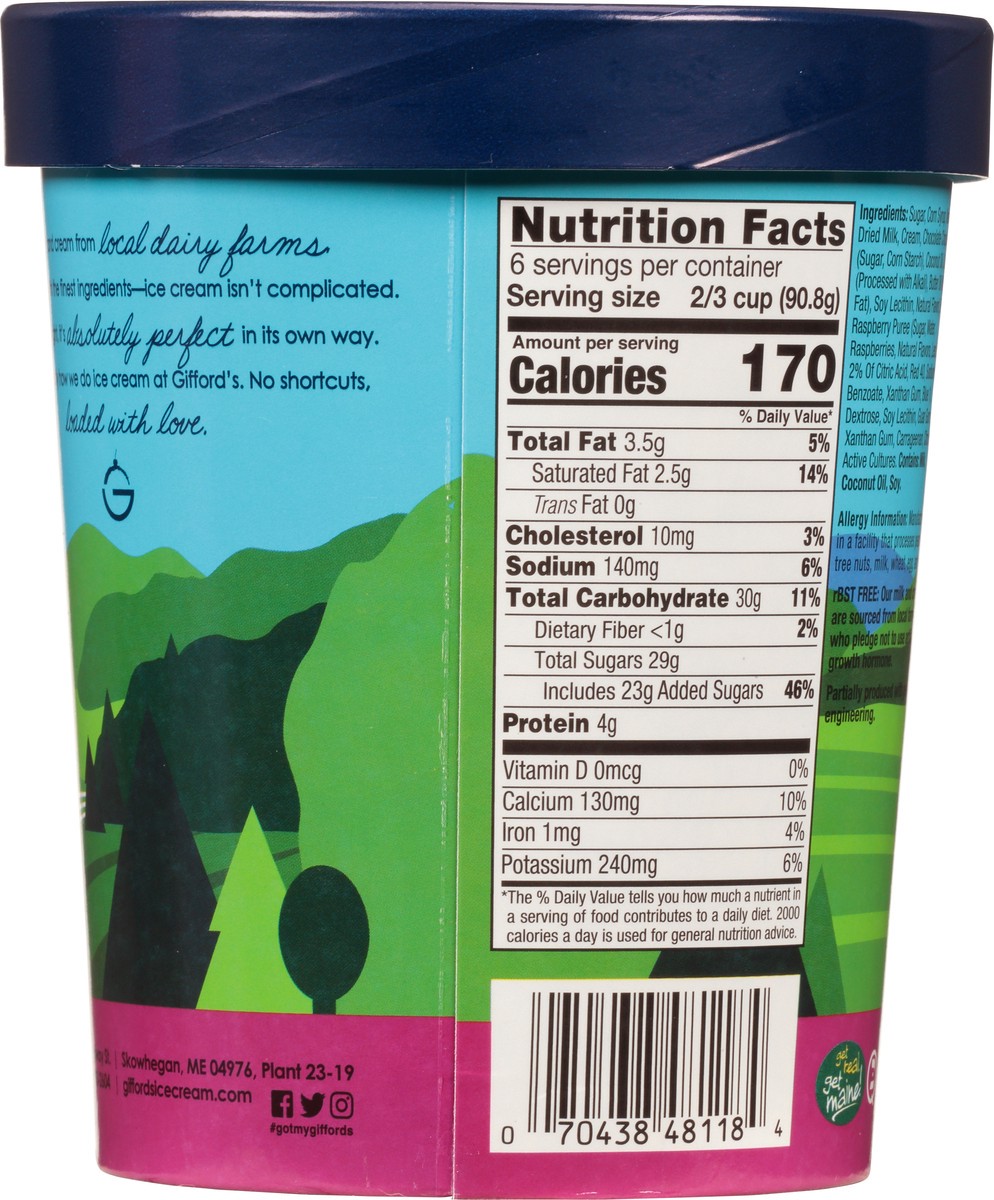 cream from local dairy farms
finest ingredients—ice cream isn't complicated.
it's absolutely perfect in its own way.
how we do ice cream at Gifford's. No shortcuts,
loaded with love.
G
Skowhegan, ME 04976, Plant 23-19
giffordsicecream.com
#gotmygiffords
Nutrition Facts
6 servings per container
Serving size 2/3 cup (90.8g)
Amount per serving
Calories 170
% Daily Value*
Total Fat 3.5g 5%
Saturated Fat 2.5g 14%
Trans Fat 0g
Cholesterol 10mg 3%
Sodium 140mg 6%
Total Carbohydrate 30g 11%
Dietary Fiber <1g 2%
Total Sugars 29g
Includes 23g Added Sugars 46%
Protein 4g
Vitamin D 0mcg 0%
Calcium 130mg 10%
Iron 1mg 4%
Potassium 240mg 6%
*The % Daily Value tells you how much a nutrient in
a serving of food contributes to a daily diet. 2000
calories a day is used for general nutrition advice.
0 70438 48118 4
Ingredients: Sugar, Corn
Dried Milk, Cream, Chocolate
(Sugar, Corn Starch), Coconut
(Processed with Alkali),
Fat), Soy Lecithin, Natural
Raspberry Puree (Sugar,
Raspberries, Natural Flavors,
2% Of Citric Acid, Red 40,
Benzoate, Xanthan Gum,
Dextrose, Soy Lecithin,
Xanthan Gum, Carrageenan,
Active Cultures. Contains:
Coconut Oil, Soy.
Allergy Information:
in a facility that processes
tree nuts, milk, wheat, egg,
rBST FREE: Our milk and
are sourced from local
who pledge not to use
growth hormone.
Partially produced with
engineering.
get
real
get
maine!